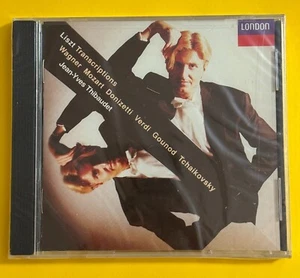 LONDON
Liszt Transcriptions
Wagner Mozart Donizetti Verdi Gounod Tchaikovsky
Jean-Yves Thibaudet